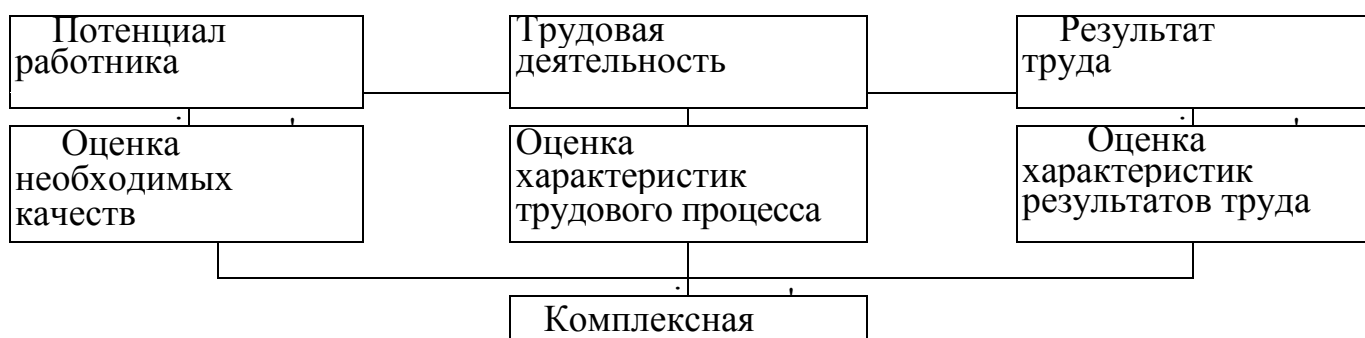 Потенциал
работника
Трудовая
деятельность
Результат
труда
Оценка
необходимых
качеств
Оценка
характеристик
трудового процесса
Оценка
характеристик
результатов труда
Комплексная